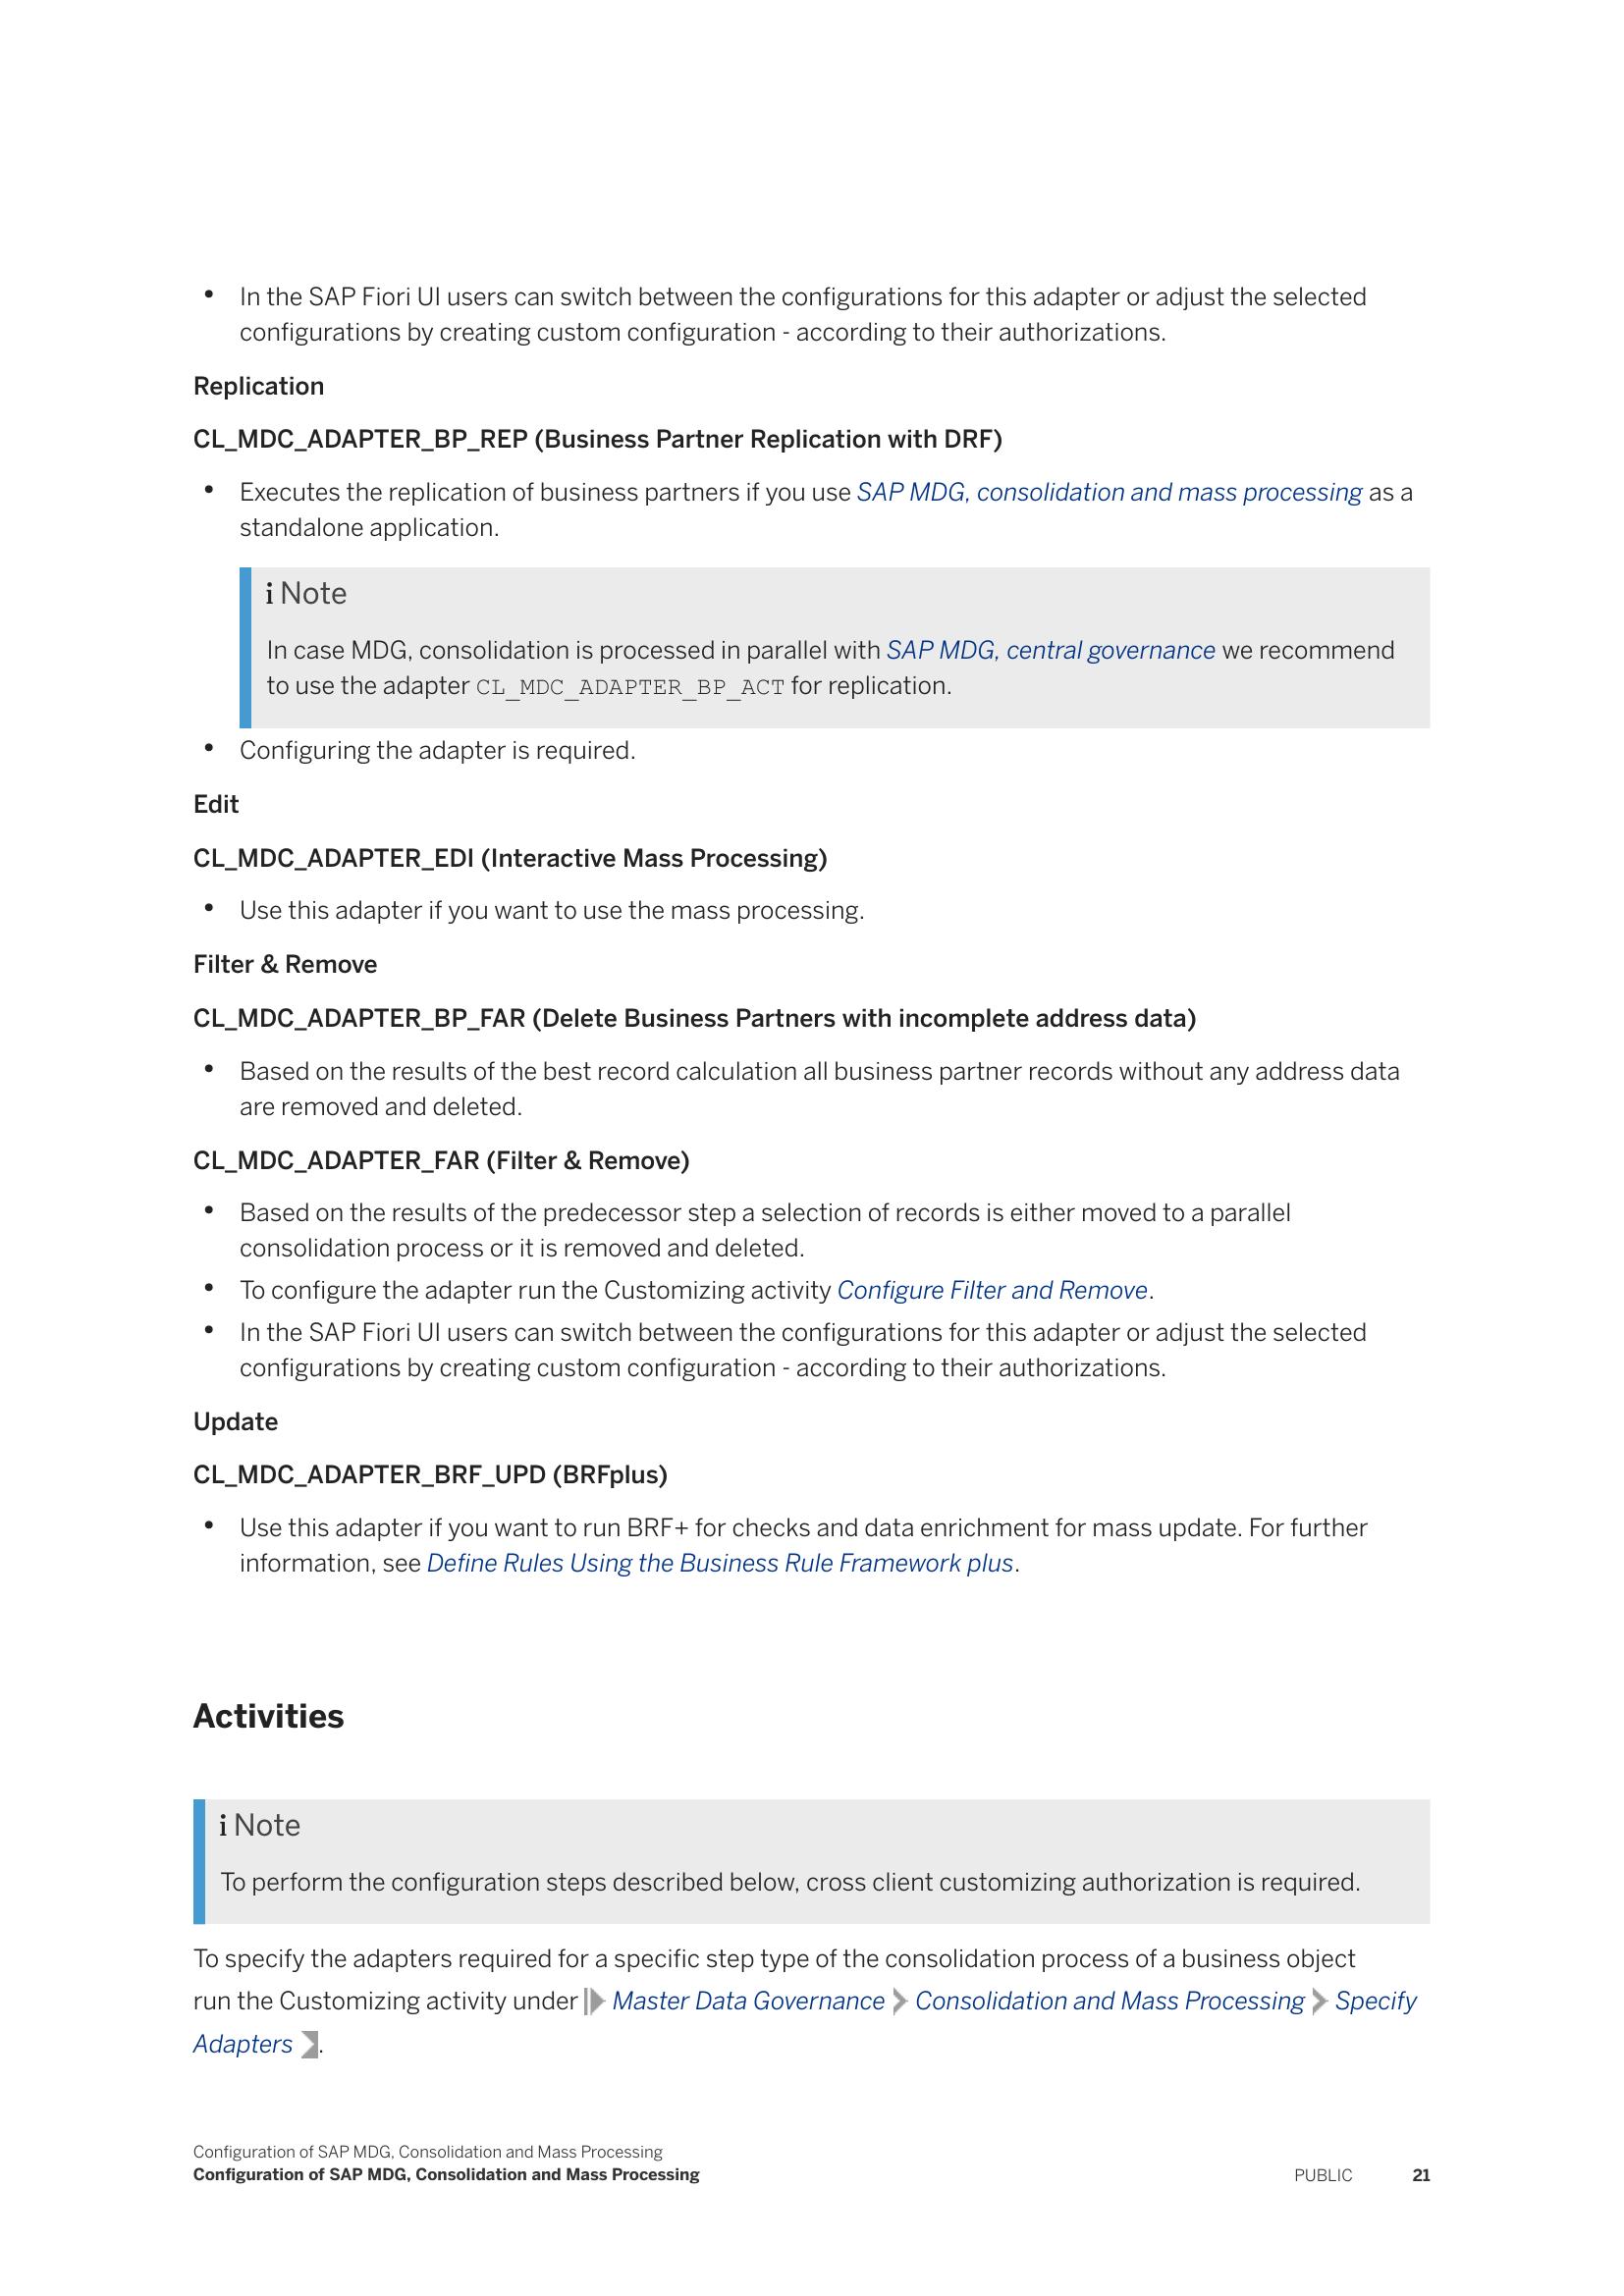 • In the SAP Fiori UI users can switch between the configurations for this adapter or adjust the selected
configurations by creating custom configuration - according to their authorizations.
Replication
CL_MDC_ADAPTER_BP_REP (Business Partner Replication with DRF)
• Executes the replication of business partners if you use SAP MDG, consolidation and mass processing as a
standalone application.
i Note
In case MDG, consolidation is processed in parallel with SAP MDG, central governance we recommend
to use the adapter CL_MDC_ADAPTER_BP_ACT for replication.
• Configuring the adapter is required.
Edit
CL_MDC_ADAPTER_EDI (Interactive Mass Processing)
• Use this adapter if you want to use the mass processing.
Filter & Remove
CL_MDC_ADAPTER_BP_FAR (Delete Business Partners with incomplete address data)
• Based on the results of the best record calculation all business partner records without any address data
are removed and deleted.
CL_MDC_ADAPTER_FAR (Filter & Remove)
• Based on the results of the predecessor step a selection of records is either moved to a parallel
consolidation process or it is removed and deleted.
• To configure the adapter run the Customizing activity Configure Filter and Remove.
• In the SAP Fiori UI users can switch between the configurations for this adapter or adjust the selected
configurations by creating custom configuration - according to their authorizations.
Update
CL_MDC_ADAPTER_BRF_UPD (BRFplus)
• Use this adapter if you want to run BRF+ for checks and data enrichment for mass update. For further
information, see Define Rules Using the Business Rule Framework plus.
Activities
i Note
To perform the configuration steps described below, cross client customizing authorization is required.
To specify the adapters required for a specific step type of the consolidation process of a business object
run the Customizing activity under Master Data Governance Consolidation and Mass Processing Specify
Adapters .
Configuration of SAP MDG, Consolidation and Mass Processing
Configuration of SAP MDG, Consolidation and Mass Processing PUBLIC 21